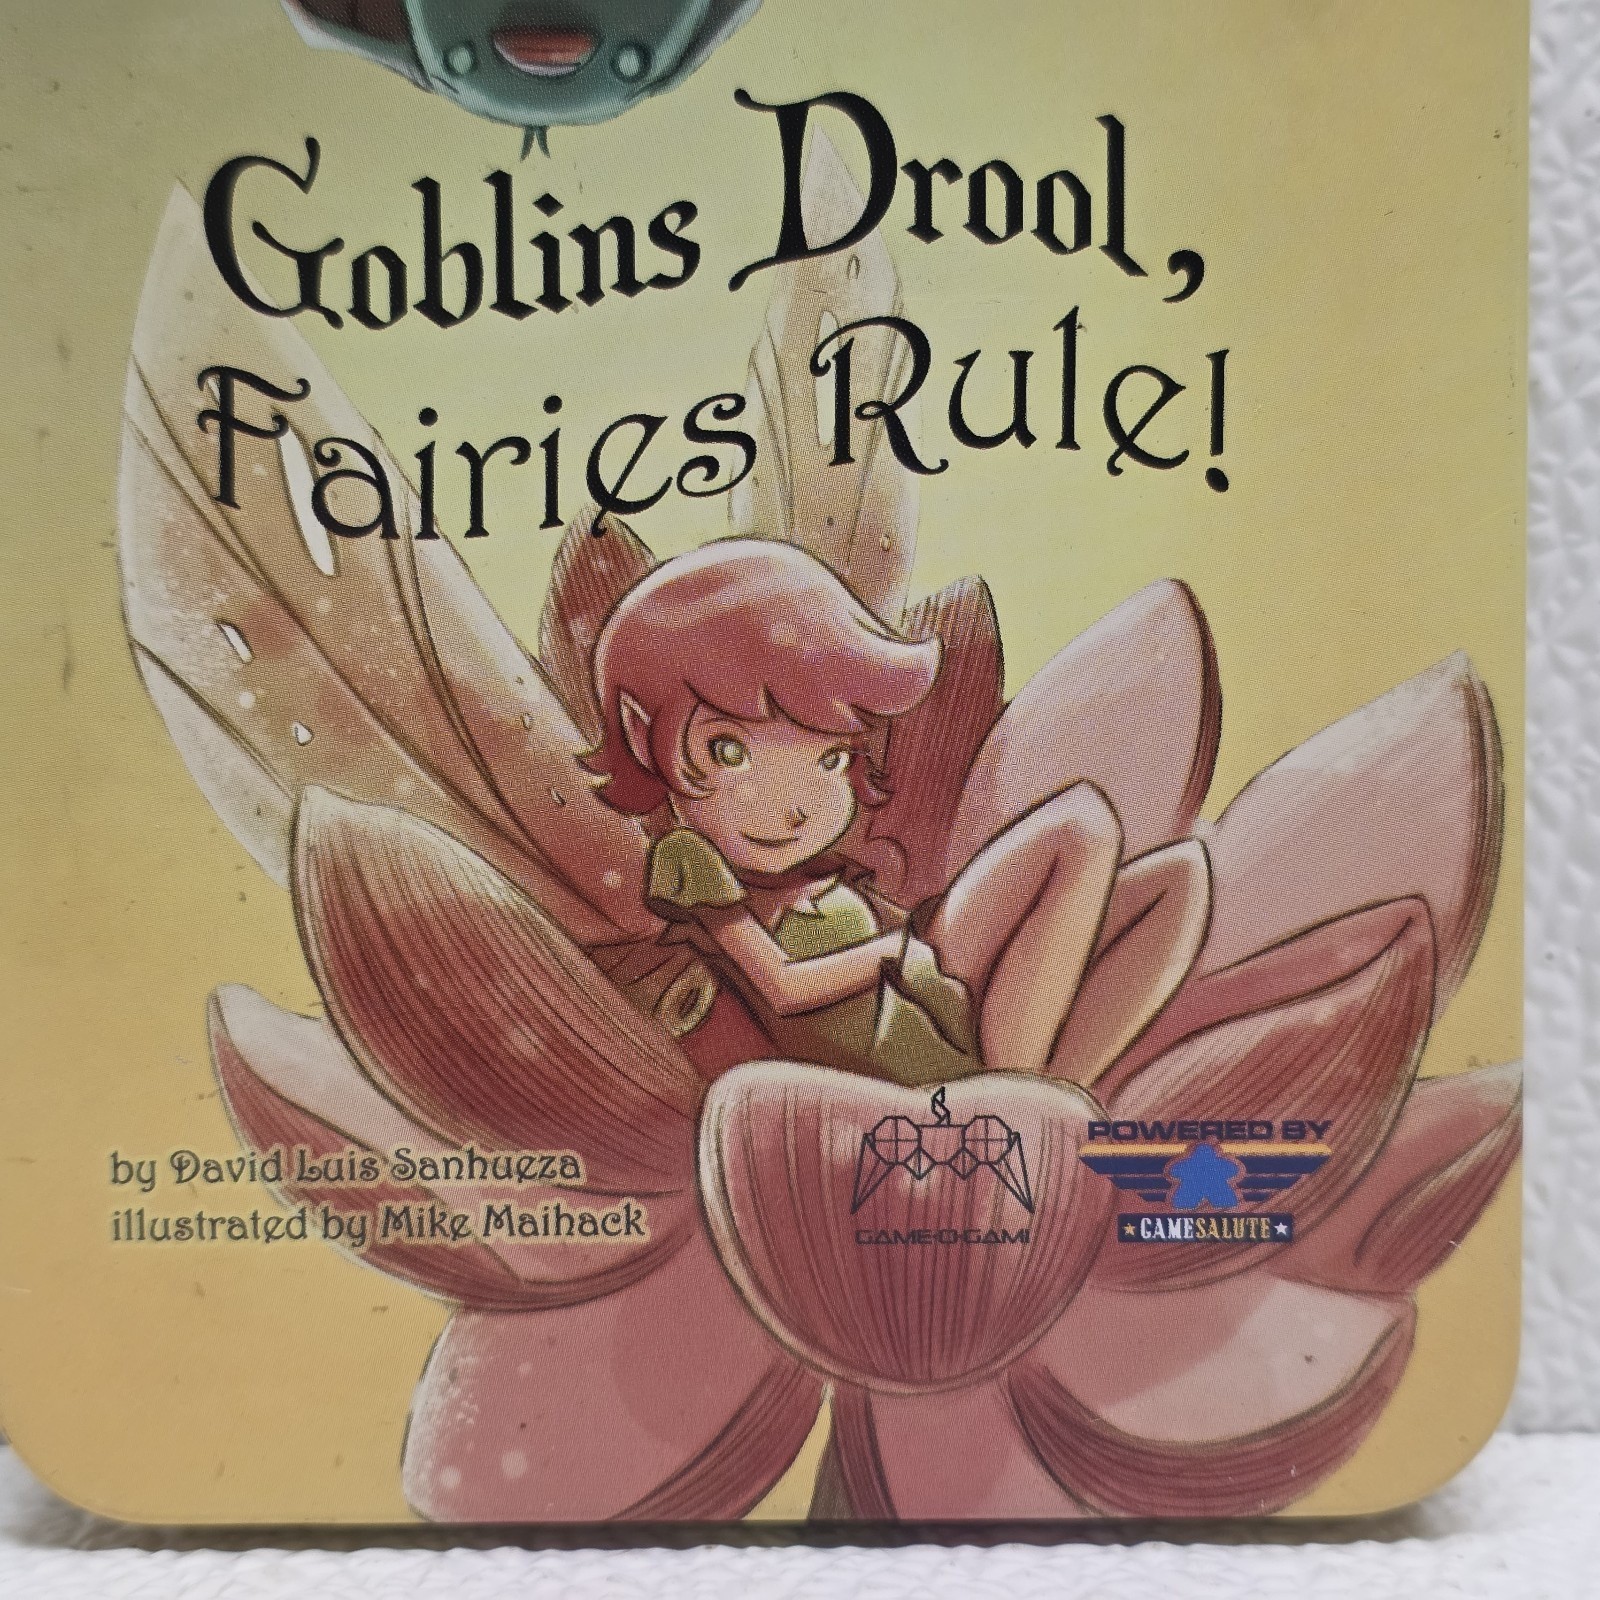 Goblins Drool,
Fairies Rule!
by David Luis Sanhueza
illustrated by Mike Maihack
GAME-O-GAMI
POWERED BY
GAMESALUTE